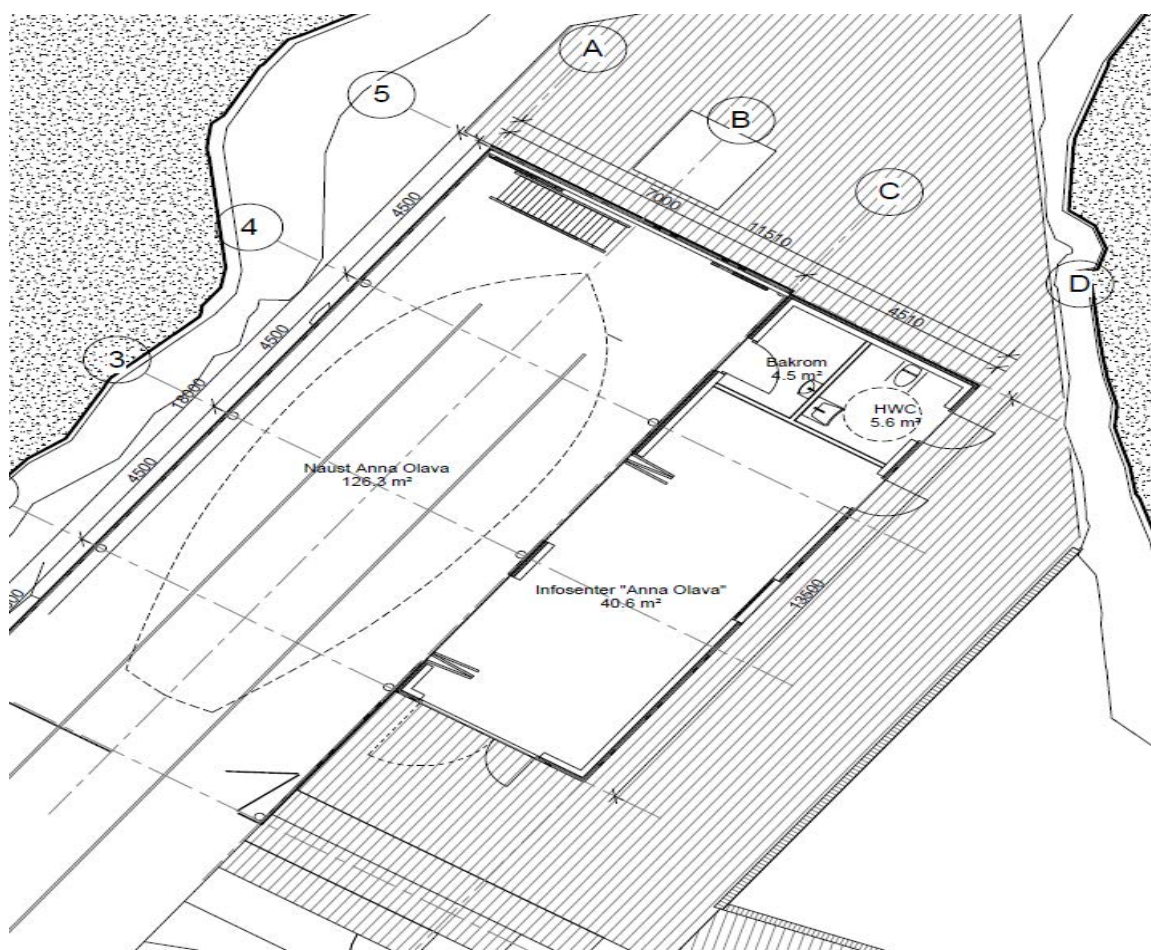 A
5
B
4500
7000
C
4
11510
D
4500
4510
3
Bakrom
4.5 m²
18000
HWC
5.6 m²
4500
Naust Anna Olava
126.3 m²
Infosenter "Anna Olava"
40.6 m²
13500